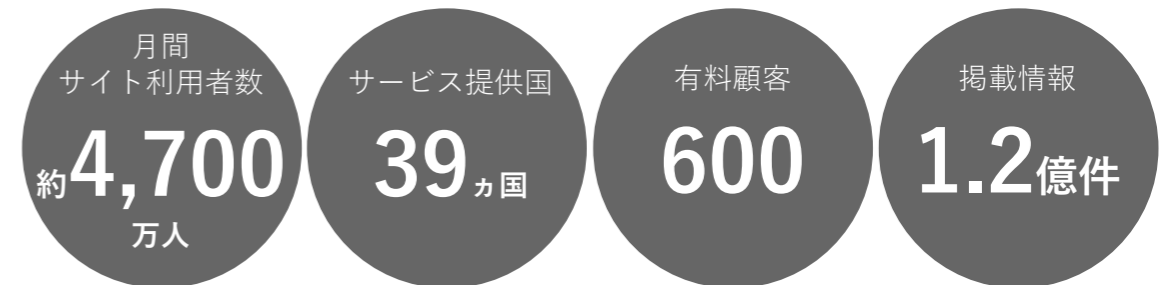 月間
サイト利用者数
約4,700
万人
サービス提供国
39ヵ国
有料顧客
600
掲載情報
1.2億件